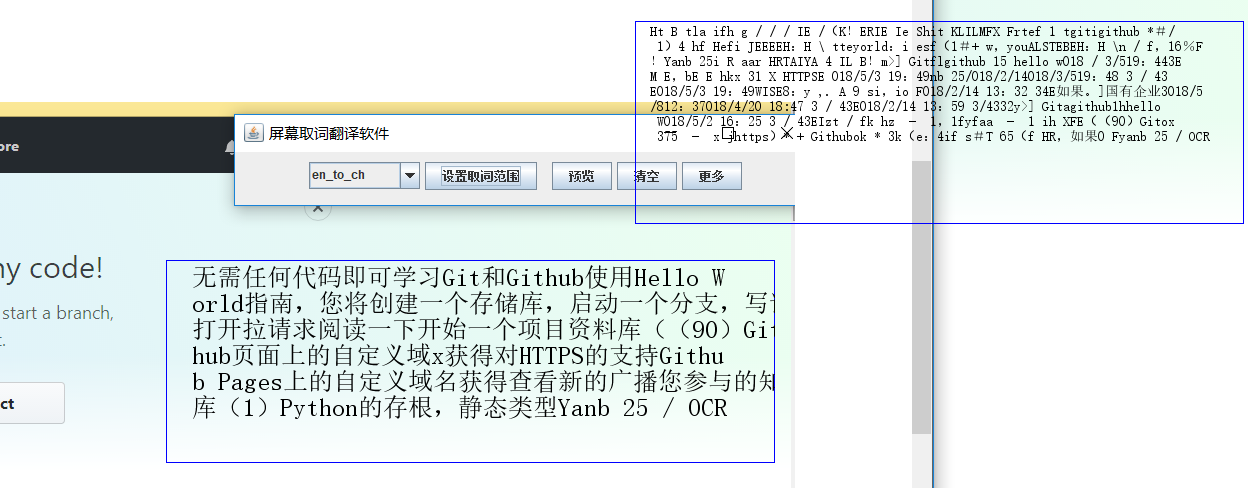 Ht B tla ifh g / / / IE / (K! ERIE Ie Shit KLILMFX Frtef 1 tgitigithub *＃/
1) 4 hf Hefi JEEEEH: H \ tteyorld: i esf (1＃+ w, youALSTEBEH: H \n / f, 16%F
! Yanb 25i R aar HRTAIYA 4 IL B! m>] Gitflgithub 15 hello w018 / 3/519: 443E
M E, bE E hkx 31 X HTTPSE 018/5/3 19: 49nb 25/018/2/14018/3/519: 48 3 / 43
E018/5/3 19: 49WISE8: y ,. A 9 si, io F018/2/14 13: 32 34E如果。]国有企业3018/5
/812: 37018/4/20 18:47 3 / 43E018/2/14 13: 59 3/4332y>] Gitagithub1hhello
W018/5/2 16: 25 3 / 43EIzt / fk hz － 1, 1fyfaa － 1 ih XFE ( (90) Gitox
375 － x jhttps) * + Githubok * 3k (e: 4if s＃T 65 (f HR, 如果0 Fyanb 25 / OCR
屏幕取词翻译软件
ore
en_to_ch 设置取词范围 预览 清空 更多
ny code!
start a branch,
t.
ct
无需任何代码即可学习Git和Github使用Hello W
orld指南，您将创建一个存储库，启动一个分支，写
打开拉请求阅读一下开始一个项目资料库（（90）Git
hub页面上的自定义域x获得对HTTPS的支持Githu
b Pages上的自定义域名获得查看新的广播您参与的知
库（1）Python的存根，静态类型Yanb 25 / OCR